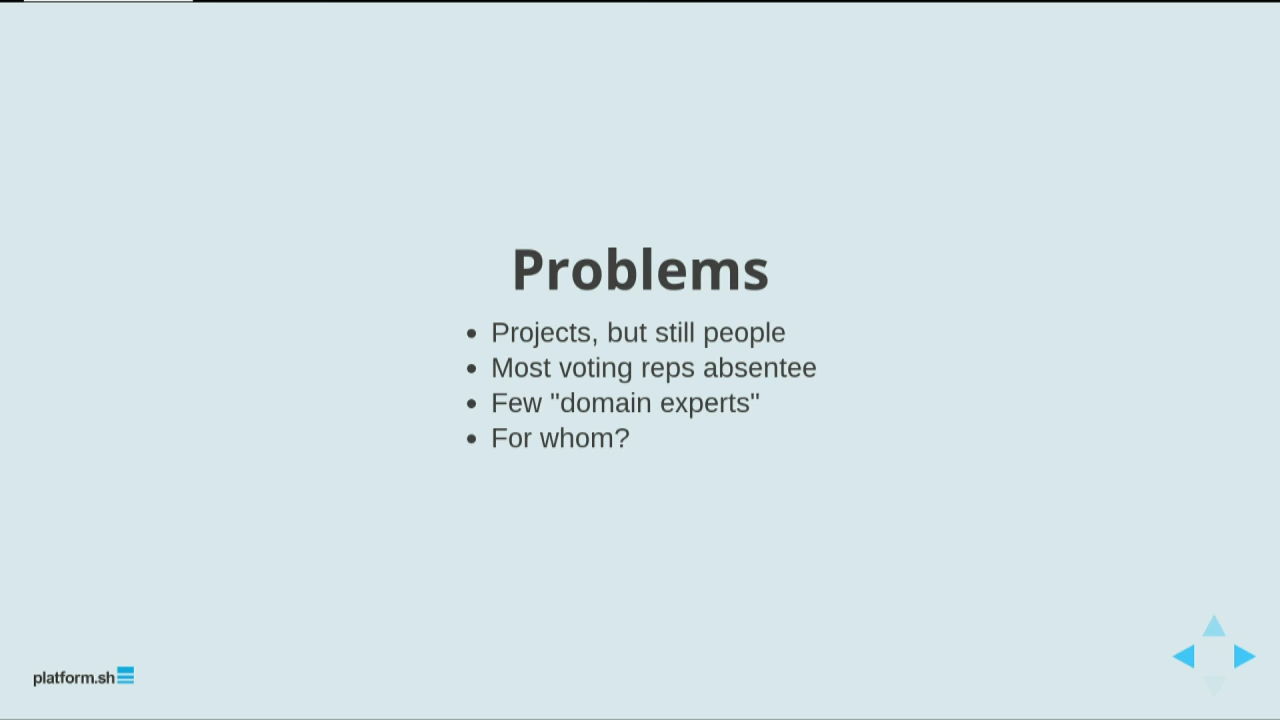 Problems
Projects, but still people
Most voting reps absentee
Few "domain experts"
For whom?
platform.sh